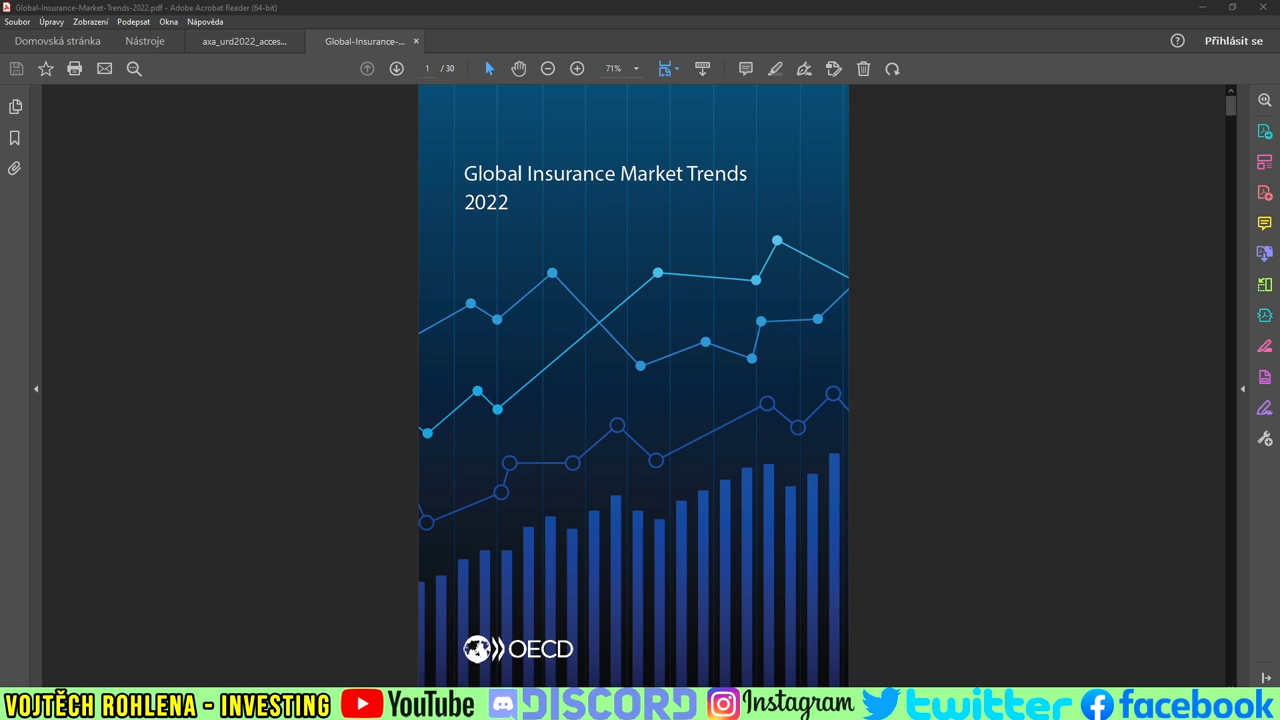 Global-Insurance-Market-Trends-2022.pdf - Adobe Acrobat Reader (64-bit)
Soubor Úpravy Zobrazení Podepsat Okna Nápověda
Domovská stránka Nástroje axa_urd2022_acces... Global-Insurance-... × Přihlásit se
1 / 30 71%
Global Insurance Market Trends
2022
OECD
VOJTĚCH ROHLENA - INVESTING YouTube DISCORD Instagram twitter facebook